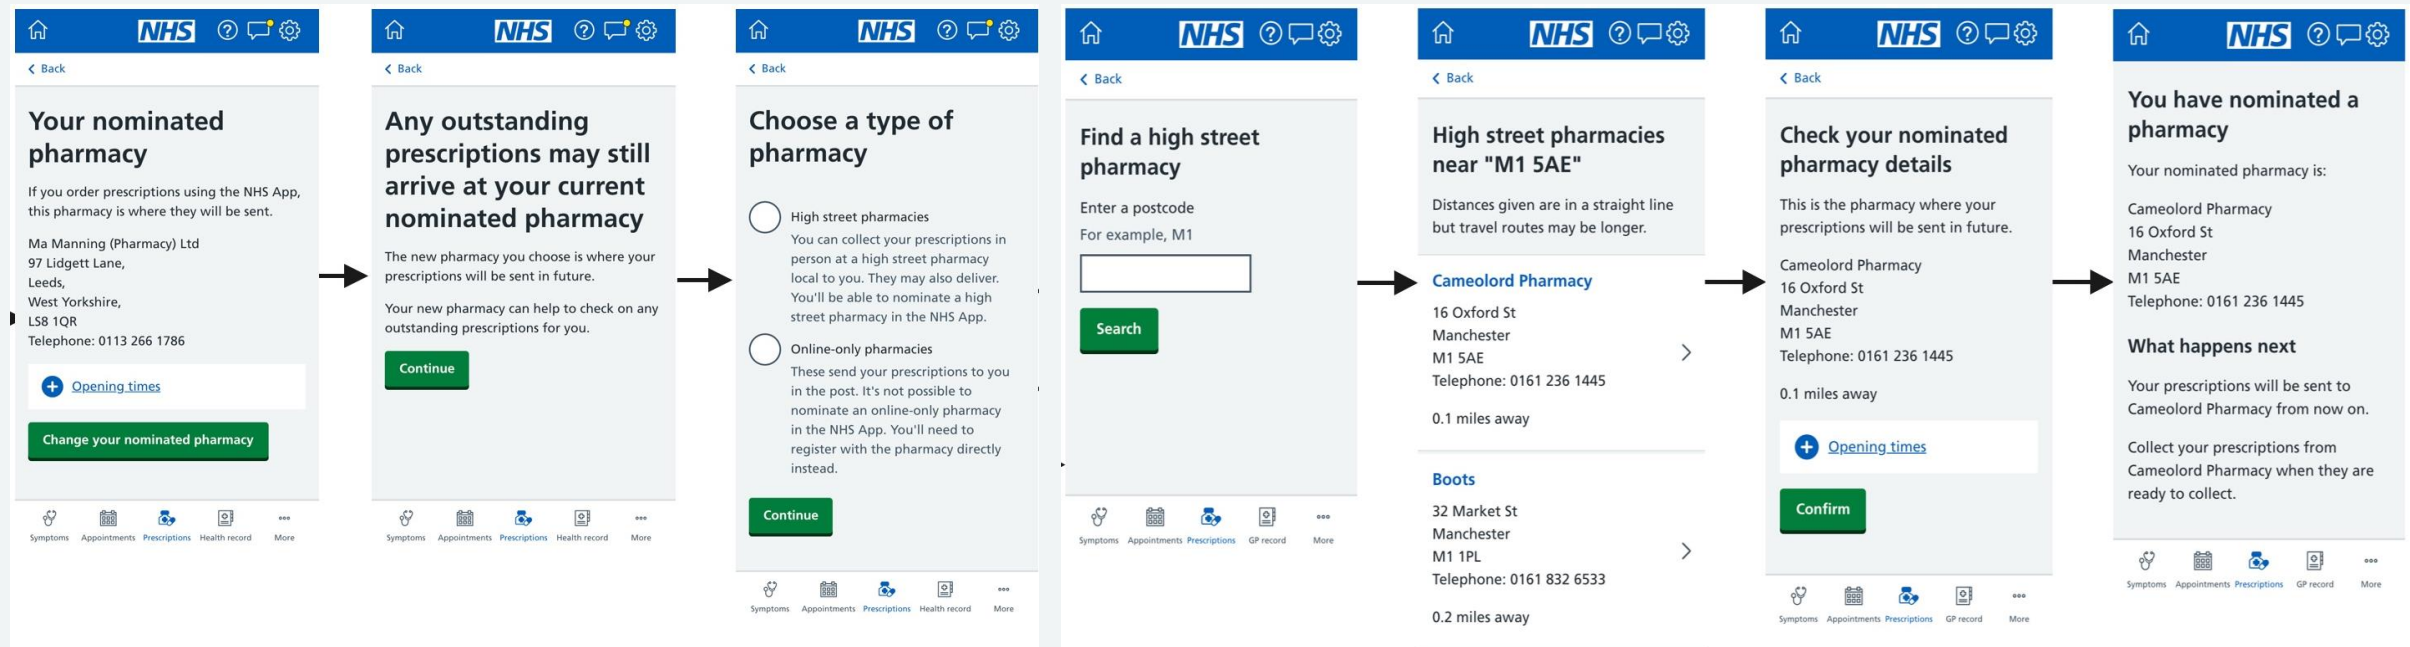 NHS
Back
Your nominated
pharmacy
If you order prescriptions using the NHS App,
this pharmacy is where they will be sent.
Ma Manning (Pharmacy) Ltd
97 Lidgett Lane,
Leeds,
West Yorkshire,
LS8 1QR
Telephone: 0113 266 1786
Opening times
Change your nominated pharmacy
Symptoms Appointments Prescriptions Health record More
NHS
Back
Any outstanding
prescriptions may still
arrive at your current
nominated pharmacy
The new pharmacy you choose is where your
prescriptions will be sent in future.
Your new pharmacy can help to check on any
outstanding prescriptions for you.
Continue
Symptoms Appointments Prescriptions Health record More
NHS
Back
Choose a type of
pharmacy
High street pharmacies
You can collect your prescriptions in
person at a high street pharmacy
local to you. They may also deliver.
You'll be able to nominate a high
street pharmacy in the NHS App.
Online-only pharmacies
These send your prescriptions to you
in the post. It's not possible to
nominate an online-only pharmacy
in the NHS App. You'll need to
register with the pharmacy directly
instead.
Continue
Symptoms Appointments Prescriptions Health record More
NHS
Back
Find a high street
pharmacy
Enter a postcode
For example, M1
Search
Symptoms Appointments Prescriptions GP record More
NHS
Back
High street pharmacies
near "M1 5AE"
Distances given are in a straight line
but travel routes may be longer.
Cameolord Pharmacy
16 Oxford St
Manchester
M1 5AE
Telephone: 0161 236 1445
0.1 miles away
Boots
32 Market St
Manchester
M1 1PL
Telephone: 0161 832 6533
0.2 miles away
NHS
Back
Check your nominated
pharmacy details
This is the pharmacy where your
prescriptions will be sent in future.
Cameolord Pharmacy
16 Oxford St
Manchester
M1 5AE
Telephone: 0161 236 1445
0.1 miles away
Opening times
Confirm
Symptoms Appointments Prescriptions GP record More
NHS
You have nominated a
pharmacy
Your nominated pharmacy is:
Cameolord Pharmacy
16 Oxford St
Manchester
M1 5AE
Telephone: 0161 236 1445
What happens next
Your prescriptions will be sent to
Cameolord Pharmacy from now on.
Collect your prescriptions from
Cameolord Pharmacy when they are
ready to collect.
Symptoms Appointments Prescriptions GP record More